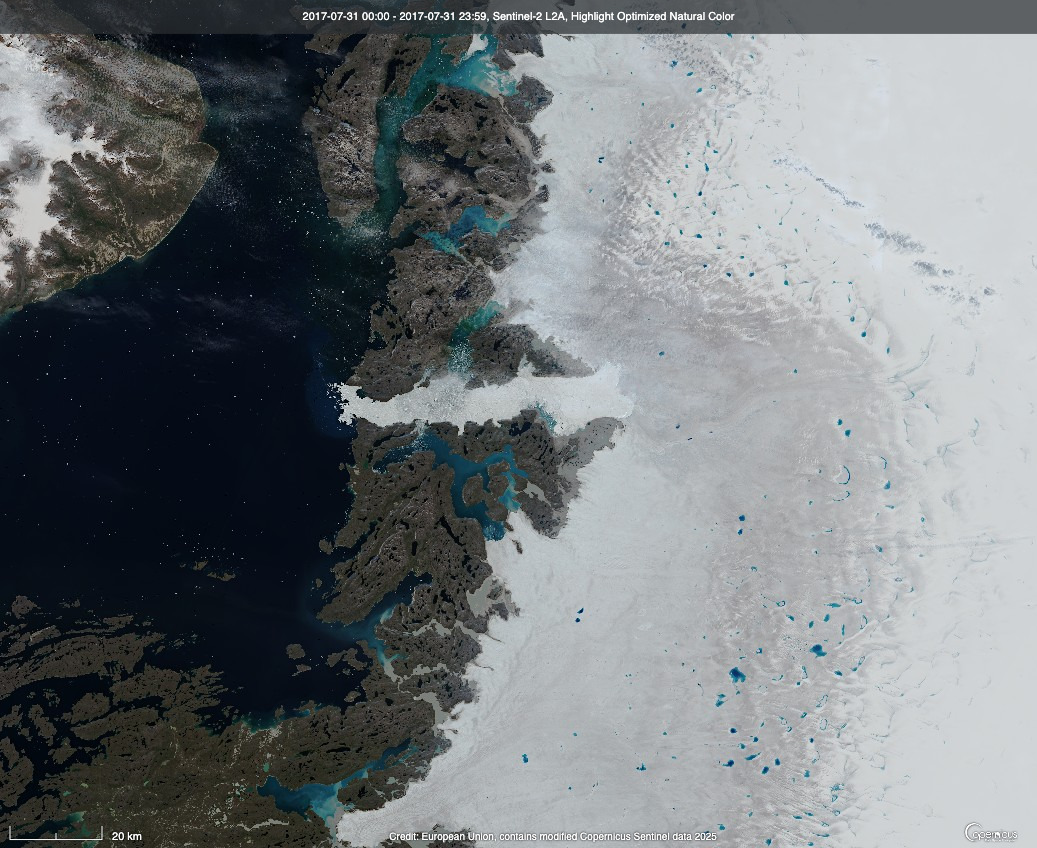 2017-07-31 00:00 - 2017-07-31 23:59, Sentinel-2 L2A, Highlight Optimized Natural Color
20 km
Credit: European Union, contains modified Copernicus Sentinel data 2025
opernicus